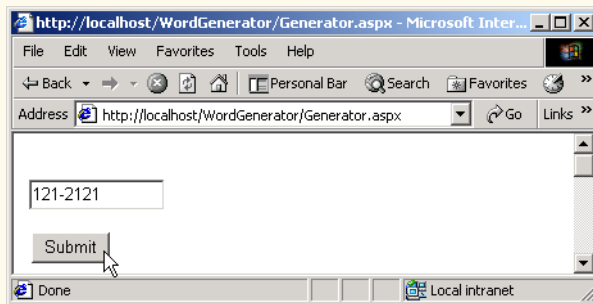 http://localhost/WordGenerator/Generator.aspx - Microsoft Inter...
File Edit View Favorites Tools Help
Back Personal Bar Search Favorites »
Address http://localhost/WordGenerator/Generator.aspx Go Links »
121-2121
Submit
Done Local intranet